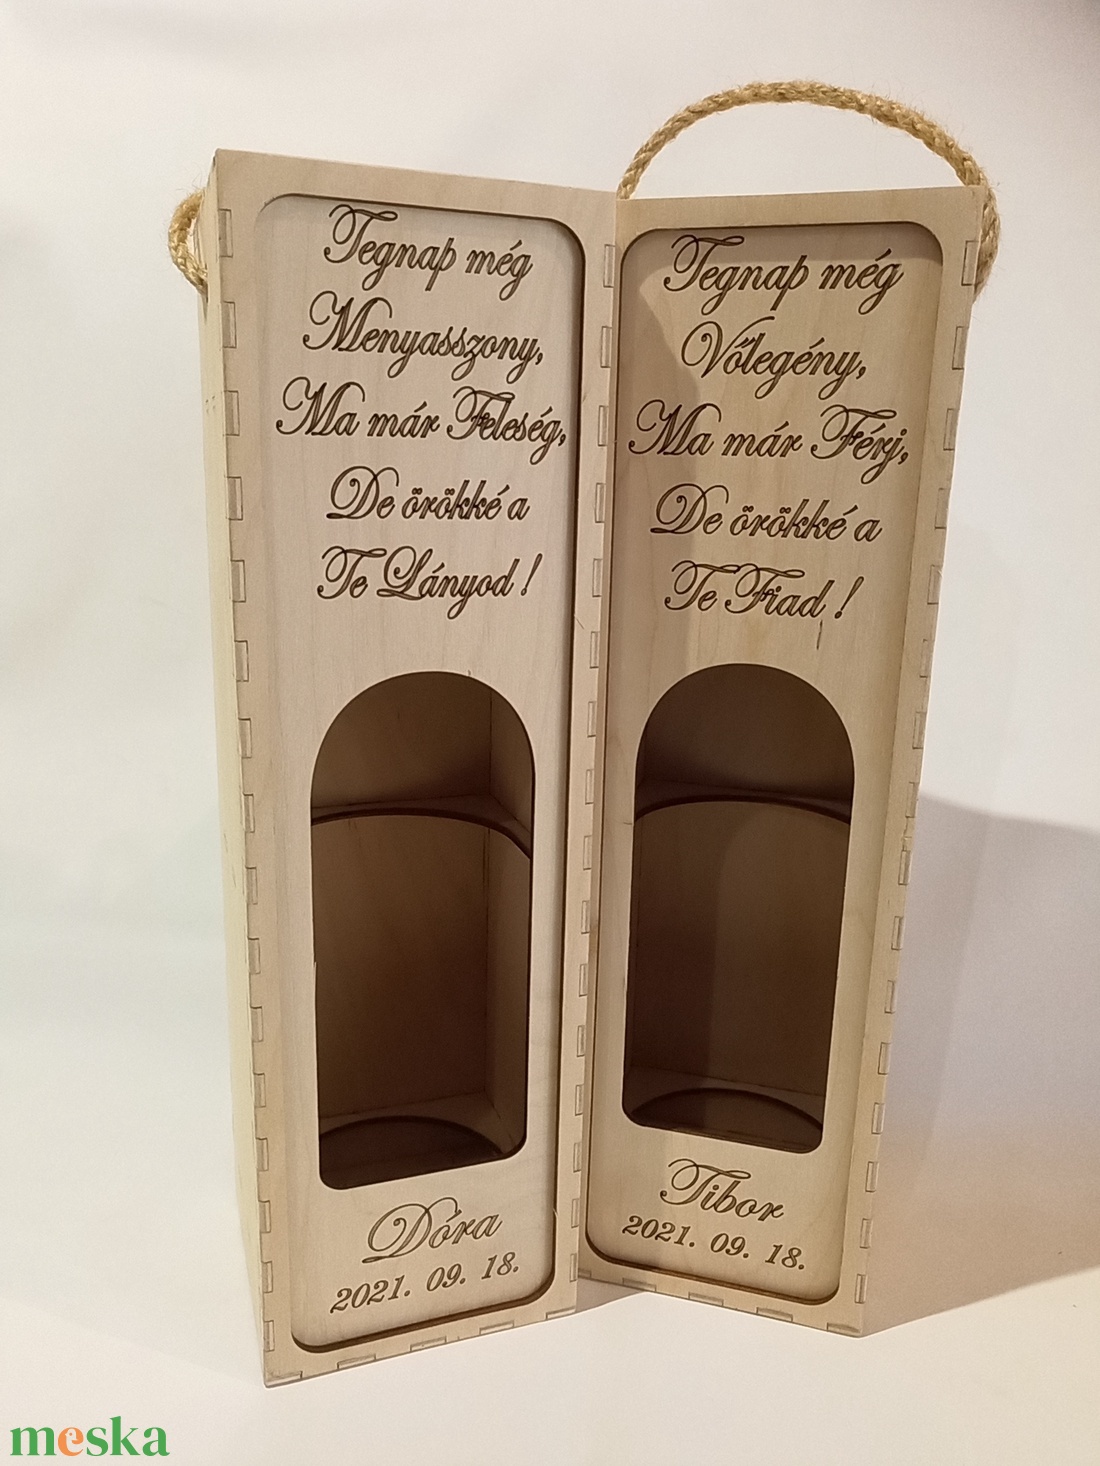 Tegnap még
Menyasszony,
Ma már Feleség,
De örökké a
Te Lányod !
Dóra
2021. 09. 18.
Tegnap még
Vőlegény,
Ma már Férj,
De örökké a
Te Fiad !
Tibor
2021. 09. 18.
meska